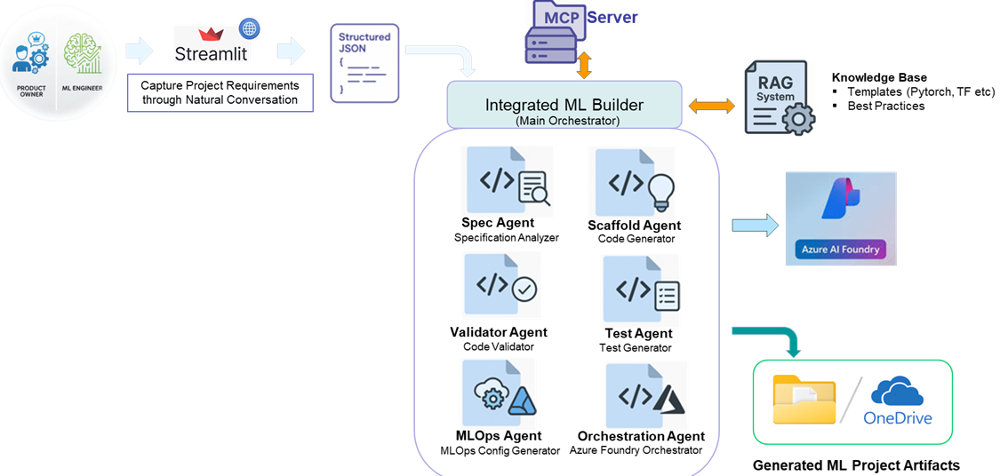 PRODUCT
OWNER
ML ENGINEER
Streamlit
Capture Project Requirements
through Natural Conversation
Structured
JSON
{
}
MCP Server
Integrated ML Builder
(Main Orchestrator)
RAG
System
Knowledge Base
▪ Templates (Pytorch, TF etc)
▪ Best Practices
</>
Spec Agent
Specification Analyzer
</>
Scaffold Agent
Code Generator
</>
Validator Agent
Code Validator
</>
Test Agent
Test Generator
MLOps Agent
MLOps Config Generator
</>
Orchestration Agent
Azure Foundry Orchestrator
Azure AI Foundry
OneDrive
Generated ML Project Artifacts